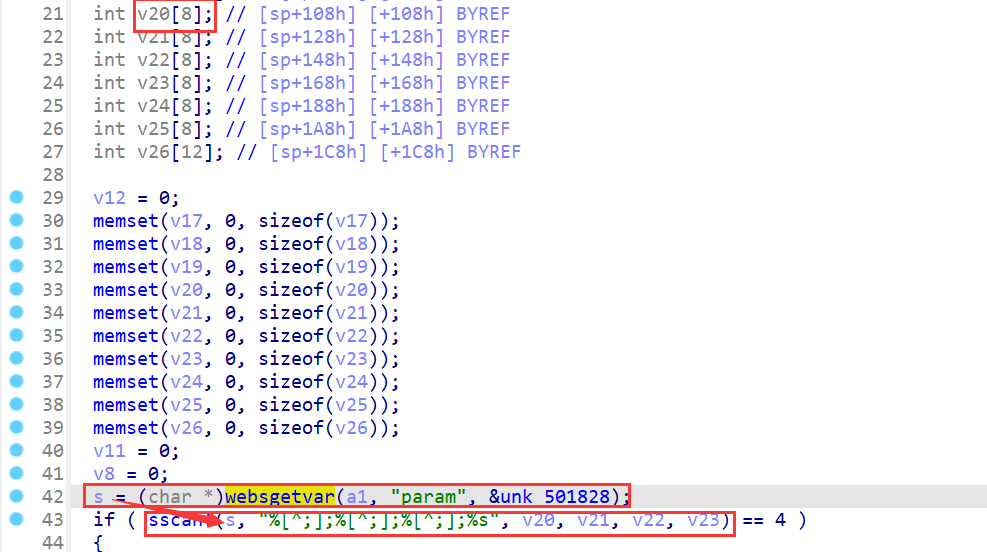 21 int v20[8]; // [sp+108h] [+108h] BYREF
22 int v21[8]; // [sp+128h] [+128h] BYREF
23 int v22[8]; // [sp+148h] [+148h] BYREF
24 int v23[8]; // [sp+168h] [+168h] BYREF
25 int v24[8]; // [sp+188h] [+188h] BYREF
26 int v25[8]; // [sp+1A8h] [+1A8h] BYREF
27 int v26[12]; // [sp+1C8h] [+1C8h] BYREF
28
29 v12 = 0;
30 memset(v17, 0, sizeof(v17));
31 memset(v18, 0, sizeof(v18));
32 memset(v19, 0, sizeof(v19));
33 memset(v20, 0, sizeof(v20));
34 memset(v21, 0, sizeof(v21));
35 memset(v22, 0, sizeof(v22));
36 memset(v23, 0, sizeof(v23));
37 memset(v24, 0, sizeof(v24));
38 memset(v25, 0, sizeof(v25));
39 memset(v26, 0, sizeof(v26));
40 v11 = 0;
41 v8 = 0;
42 s = (char *)websgetvar(a1, "param", &unk_501828);
43 if ( sscanf(s, "%[^;];%[^;];%[^;];%s", v20, v21, v22, v23) == 4 )
44 {